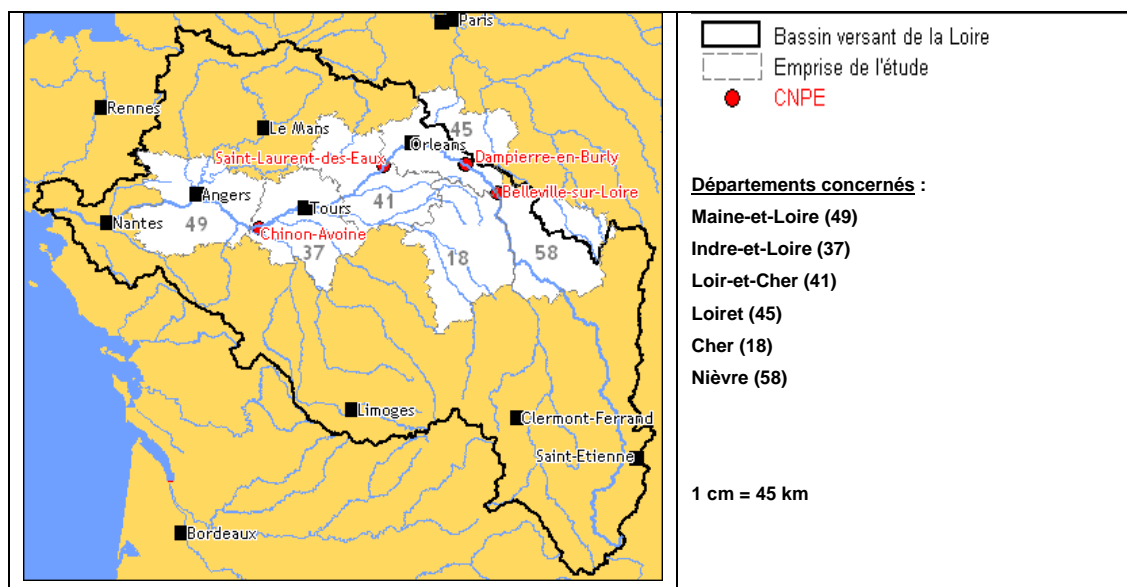 Paris
Rennes
Le Mans
45
Orleans
Saint-Laurent-des-Eaux
Dampierre-en-Burly
Angers
41
Belleville-sur-Loire
Nantes
49
Tours
Chinon-Avoine
37
18
58
Limoges
Clermont-Ferrand
Saint-Etienne
Bordeaux
Bassin versant de la Loire
Emprise de l'étude
CNPE
Départements concernés :
Maine-et-Loire (49)
Indre-et-Loire (37)
Loir-et-Cher (41)
Loiret (45)
Cher (18)
Nièvre (58)
1 cm = 45 km